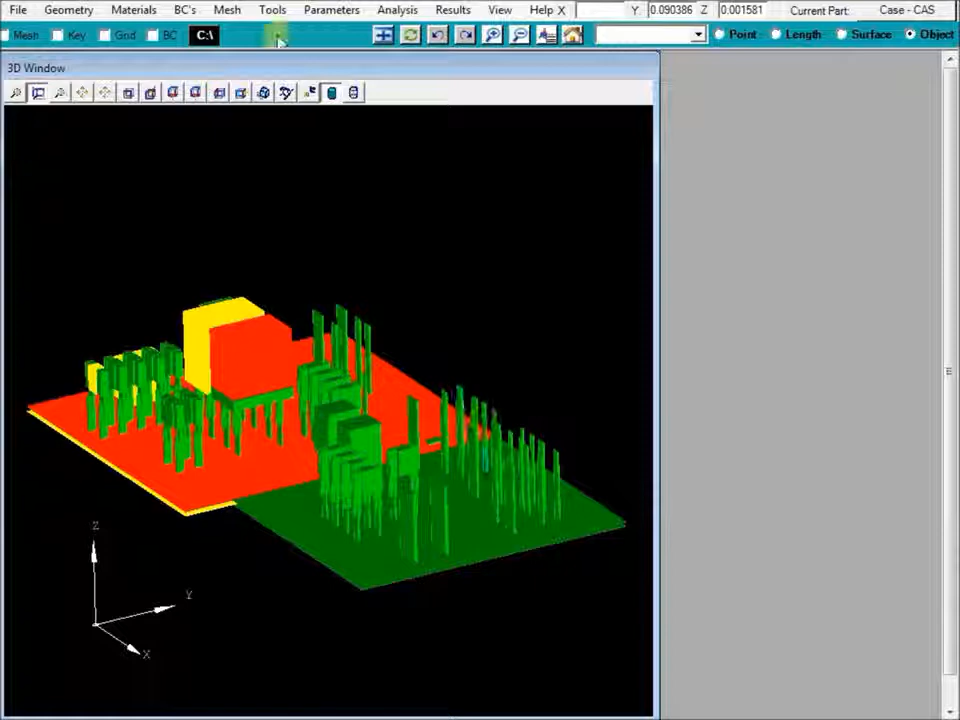 File Geometry Materials BC's Mesh Tools Parameters Analysis Results View Help X Y 0.090386 Z 0.001581 Current Part: Case - CAS
Mesh Key Grid BC C:\ Point Length Surface Object
3D Window
Z
Y
X